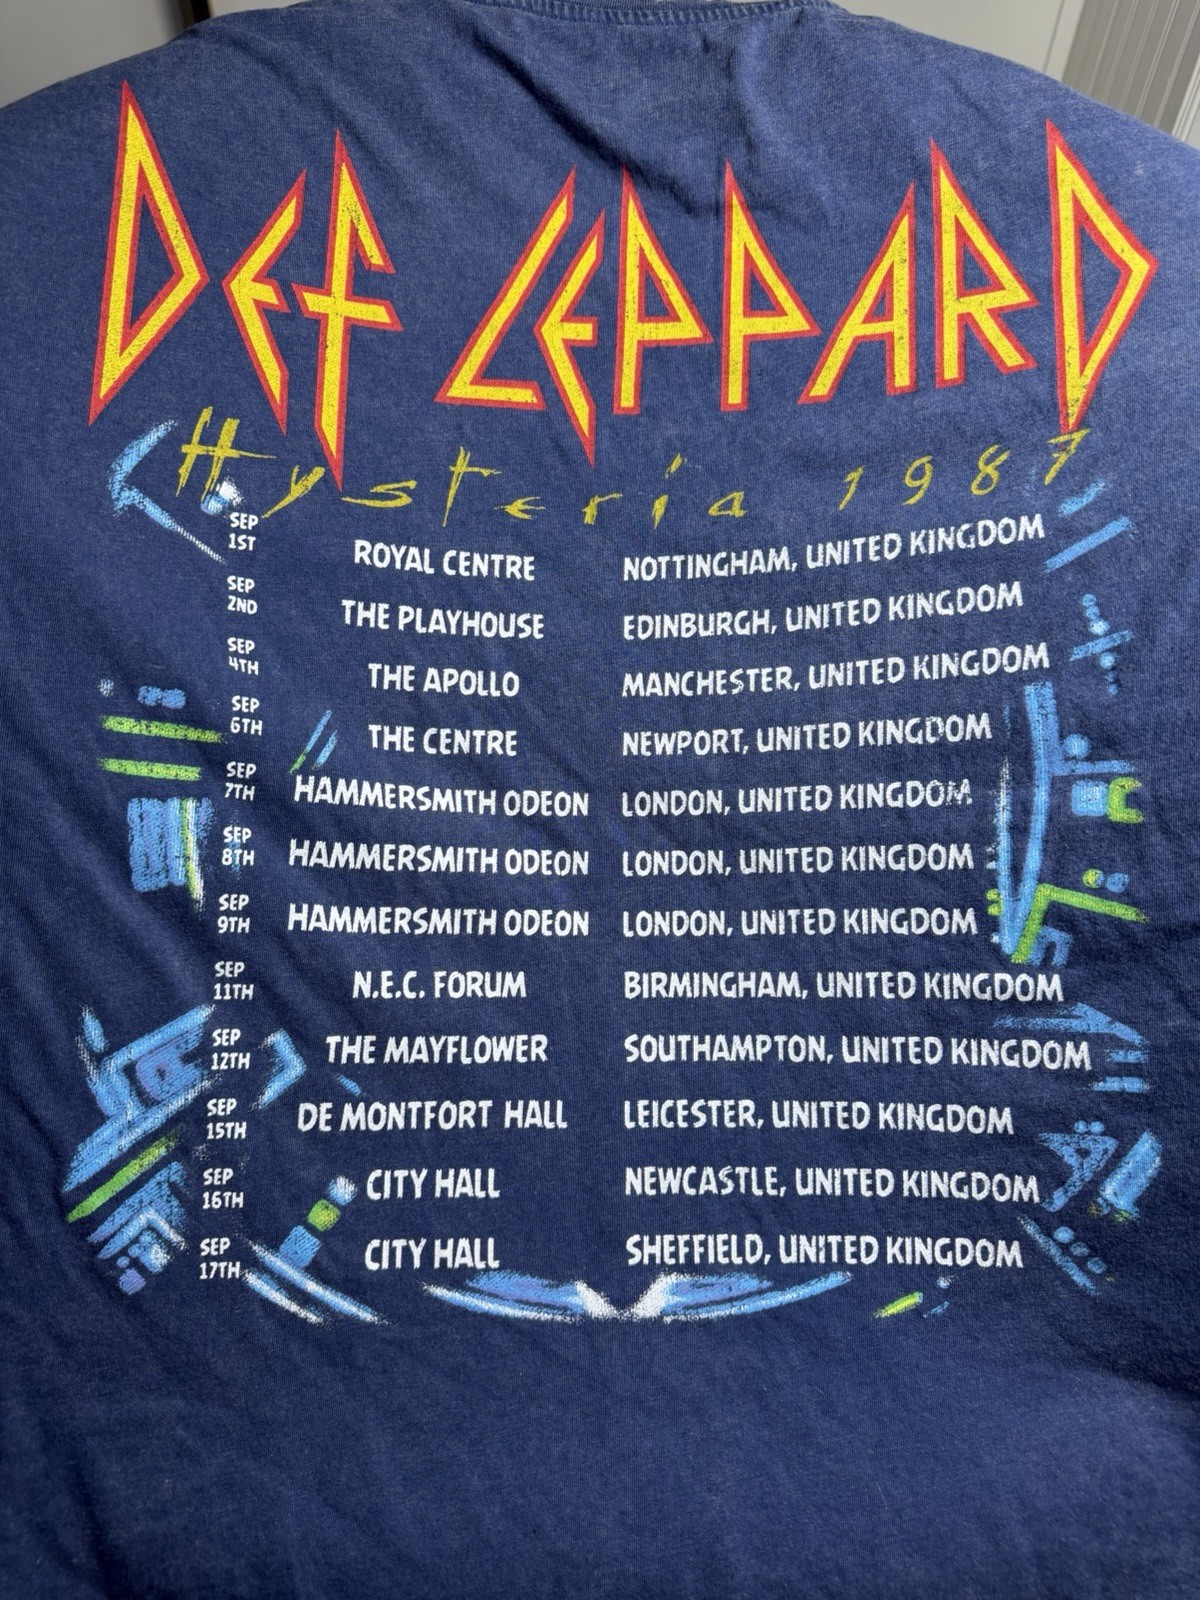 DEF LEPPARD
Hysteria 1987
SEP 1ST ROYAL CENTRE NOTTINGHAM, UNITED KINGDOM
SEP 2ND THE PLAYHOUSE EDINBURGH, UNITED KINGDOM
SEP 4TH THE APOLLO MANCHESTER, UNITED KINGDOM
SEP 6TH THE CENTRE NEWPORT, UNITED KINGDOM
SEP 7TH HAMMERSMITH ODEON LONDON, UNITED KINGDOM
SEP 8TH HAMMERSMITH ODEON LONDON, UNITED KINGDOM
SEP 9TH HAMMERSMITH ODEON LONDON, UNITED KINGDOM
SEP 11TH N.E.C. FORUM BIRMINGHAM, UNITED KINGDOM
SEP 12TH THE MAYFLOWER SOUTHAMPTON, UNITED KINGDOM
SEP 15TH DE MONTFORT HALL LEICESTER, UNITED KINGDOM
SEP 16TH CITY HALL NEWCASTLE, UNITED KINGDOM
SEP 17TH CITY HALL SHEFFIELD, UNITED KINGDOM